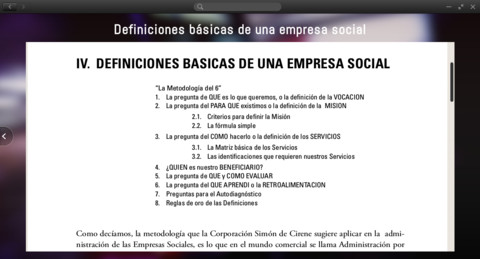 Definiciones básicas de una empresa social
IV. DEFINICIONES BASICAS DE UNA EMPRESA SOCIAL
"La Metodología del 6"
1. La pregunta de QUE es lo que queremos, o la definición de la VOCACION
2. La pregunta del PARA QUE existimos o la definición de la MISION
2.1. Criterios para definir la Misión
2.2. La fórmula simple
3. La pregunta del COMO hacerlo o la definición de los SERVICIOS
3.1. La Matriz básica de los Servicios
3.2. Las identificaciones que requieren nuestros Servicios
4. ¿QUIEN es nuestro BENEFICIARIO?
5. La pregunta de QUE y COMO EVALUAR
6. La pregunta del QUE APRENDI o la RETROALIMENTACION
7. Preguntas para el Autodiagnóstico
8. Reglas de oro de las Definiciones
Como decíamos, la metodología que la Corporación Simón de Cirene sugiere aplicar en la admi-
nistración de las Empresas Sociales, es lo que en el mundo comercial se llama Administración por